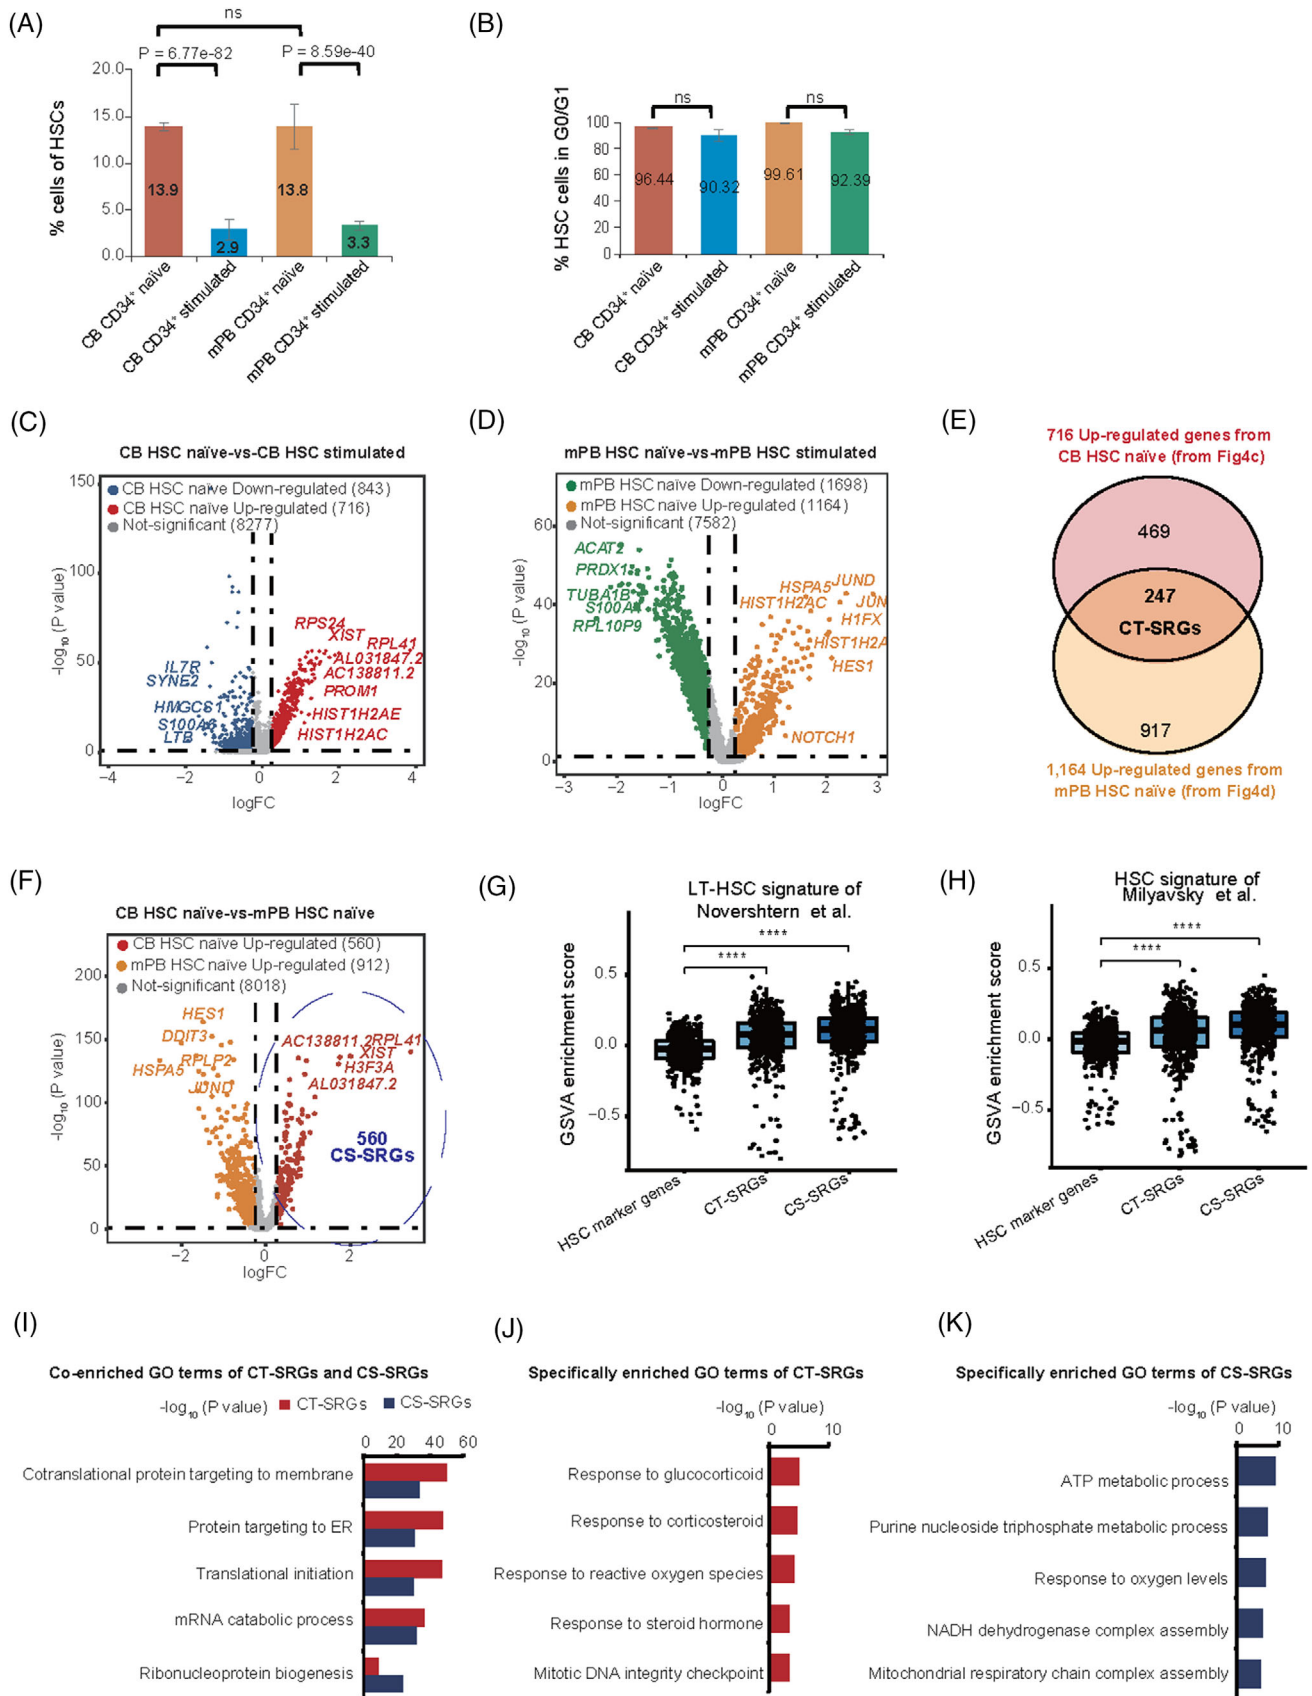 (A)
ns
P = 6.77e-82
P = 8.59e-40
% cells of HSCs
20.0
15.0
10.0
5.0
0.0
13.9
2.9
13.8
3.3
CB CD34⁺ naïve
CB CD34⁺ stimulated
mPB CD34⁺ naïve
mPB CD34⁺ stimulated
(B)
ns
ns
% HSC cells in G0/G1
100
80
60
40
20
0
96.44
90.32
99.61
92.39
CB CD34⁺ naïve
CB CD34⁺ stimulated
mPB CD34⁺ naïve
mPB CD34⁺ stimulated
(C)
CB HSC naïve-vs-CB HSC stimulated
CB HSC naïve Down-regulated (843)
CB HSC naïve Up-regulated (716)
Not-significant (8277)
-log₁₀ (P value)
150
100
50
0
RPS24
XIST
RPL41
AL031847.2
AC138811.2
PROM1
HIST1H2AE
HIST1H2AC
IL7R
SYNE2
HMGCS1
S100A6
LTB
−4
−2
0
2
4
logFC
(D)
mPB HSC naïve-vs-mPB HSC stimulated
mPB HSC naïve Down-regulated (1698)
mPB HSC naïve Up-regulated (1164)
Not-significant (7582)
-log₁₀ (P value)
60
40
20
0
ACAT2
PRDX1
TUBA1B
S100A4
RPL10P9
HSPA5
JUND
HIST1H2AC
JUN
H1FX
HIST1H2A
HES1
NOTCH1
−3
−2
−1
0
1
2
3
logFC
(E)
716 Up-regulated genes from
CB HSC naïve (from Fig4c)
469
247
CT-SRGs
917
1,164 Up-regulated genes from
mPB HSC naïve (from Fig4d)
(F)
CB HSC naïve-vs-mPB HSC naïve
CB HSC naïve Up-regulated (560)
mPB HSC naïve Up-regulated (912)
Not-significant (8018)
-log₁₀ (P value)
200
150
100
50
0
HES1
DDIT3
RPLP2
HSPA5
JUND
AC138811.2
RPL41
XIST
H3F3A
AL031847.2
560
CS-SRGs
−2
0
2
logFC
(G)
LT-HSC signature of
Novershtern et al.
****
****
GSVA enrichment score
0.5
0.0
−0.5
HSC marker genes
CT-SRGs
CS-SRGs
(H)
HSC signature of
Milyavsky et al.
****
****
GSVA enrichment score
0.5
0.0
−0.5
HSC marker genes
CT-SRGs
CS-SRGs
(I)
Co-enriched GO terms of CT-SRGs and CS-SRGs
-log₁₀ (P value) CT-SRGs CS-SRGs
0 20 40 60
Cotranslational protein targeting to membrane
Protein targeting to ER
Translational initiation
mRNA catabolic process
Ribonucleoprotein biogenesis
(J)
Specifically enriched GO terms of CT-SRGs
-log₁₀ (P value)
0 10
Response to glucocorticoid
Response to corticosteroid
Response to reactive oxygen species
Response to steroid hormone
Mitotic DNA integrity checkpoint
(K)
Specifically enriched GO terms of CS-SRGs
-log₁₀ (P value)
0 10
ATP metabolic process
Purine nucleoside triphosphate metabolic process
Response to oxygen levels
NADH dehydrogenase complex assembly
Mitochondrial respiratory chain complex assembly